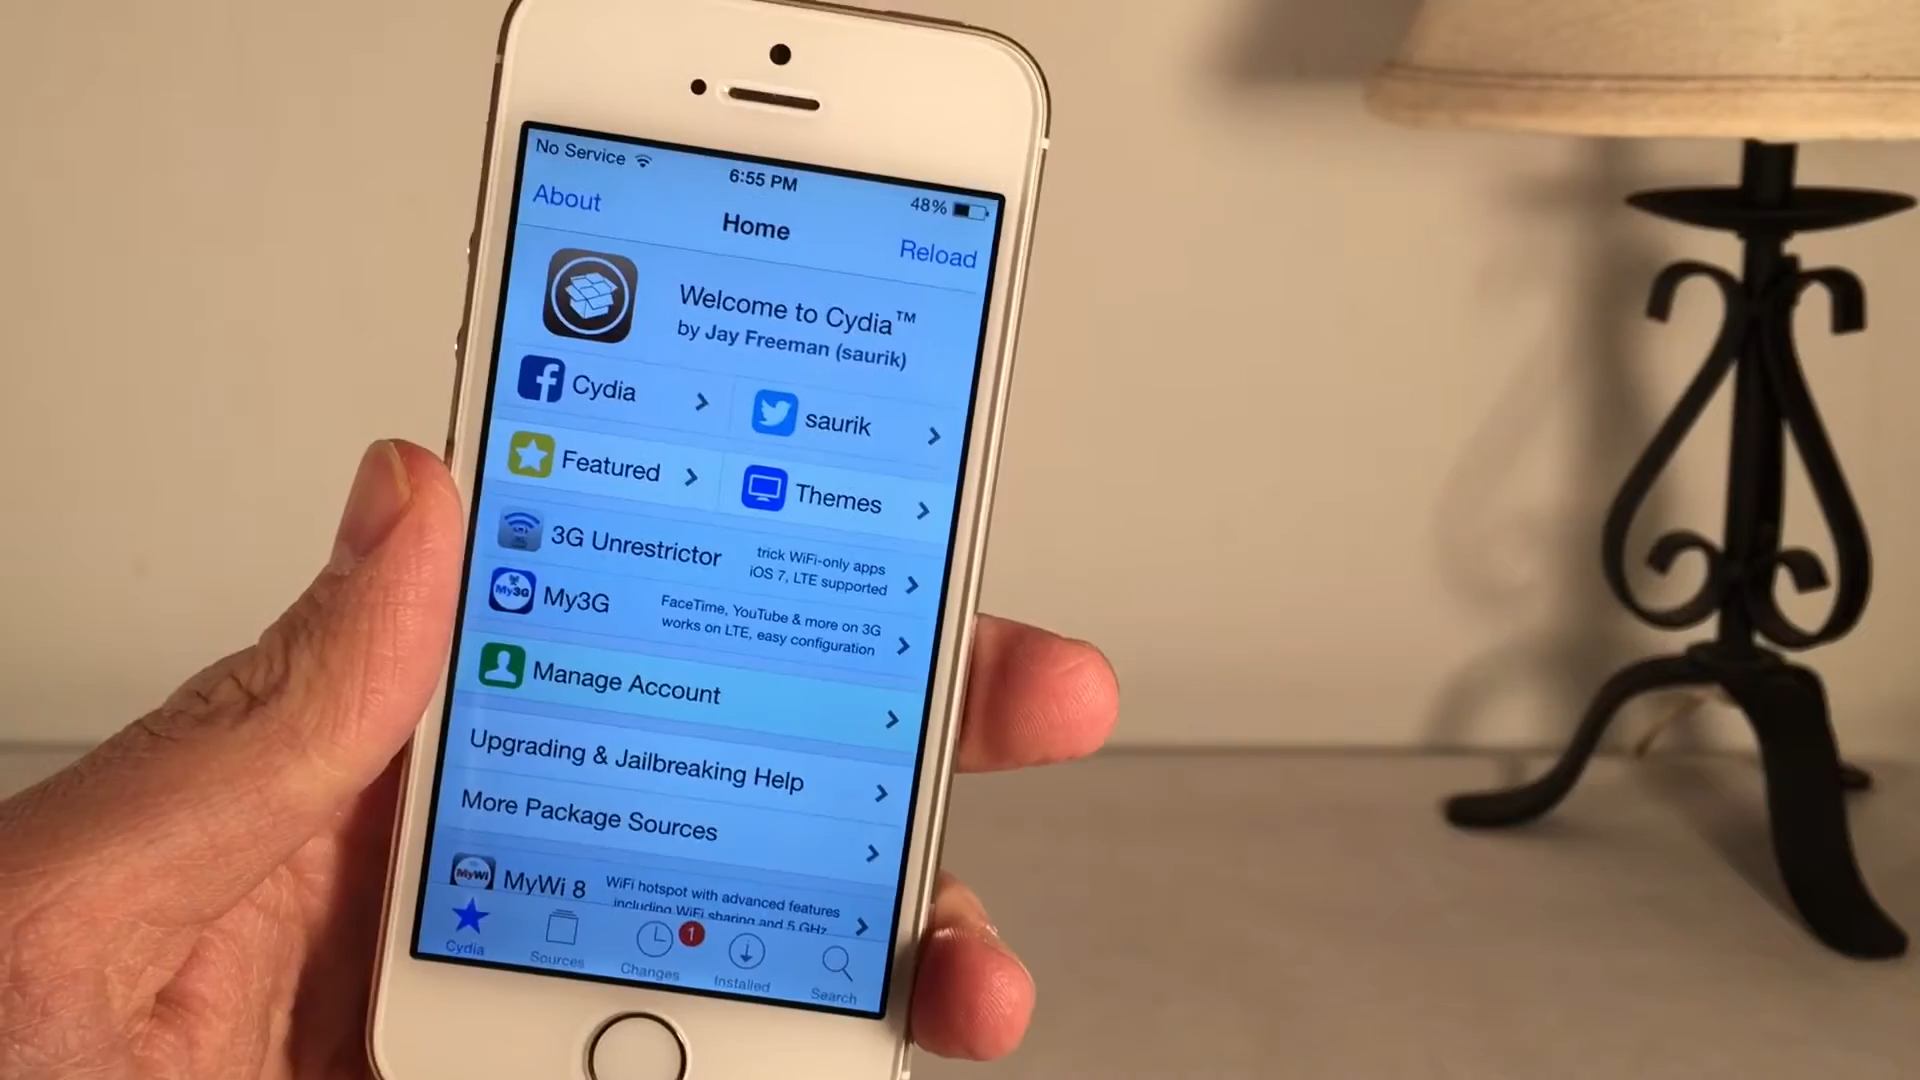 No Service
6:55 PM
48%
About
Home
Reload
Welcome to Cydia™
by Jay Freeman (saurik)
Cydia
saurik
Featured
Themes
3G Unrestrictor
trick WiFi-only apps
iOS 7, LTE supported
My3G
My3G
FaceTime, YouTube & more on 3G
works on LTE, easy configuration
Manage Account
Upgrading & Jailbreaking Help
More Package Sources
MyWi
MyWi 8
WiFi hotspot with advanced features
including WiFi sharing and 5 GHz
1
Cydia
Sources
Changes
Installed
Search